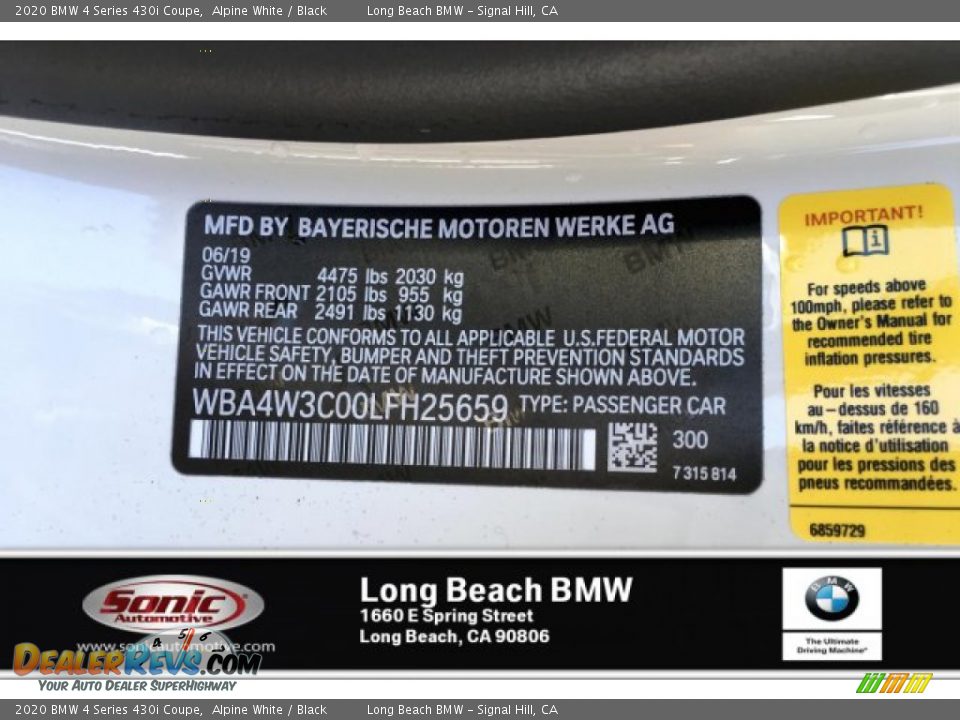 2020 BMW 4 Series 430i Coupe, Alpine White / Black Long Beach BMW - Signal Hill, CA
MFD BY BAYERISCHE MOTOREN WERKE AG
06/19
GVWR 4475 lbs 2030 kg
GAWR FRONT 2105 lbs 955 kg
GAWR REAR 2491 lbs 1130 kg
THIS VEHICLE CONFORMS TO ALL APPLICABLE U.S.FEDERAL MOTOR
VEHICLE SAFETY, BUMPER AND THEFT PREVENTION STANDARDS
IN EFFECT ON THE DATE OF MANUFACTURE SHOWN ABOVE.
WBA4W3C00LFH25659 TYPE: PASSENGER CAR
300
7315814
IMPORTANT!
For speeds above
100mph, please refer to
the Owner's Manual for
recommended tire
inflation pressures.
Pour les vitesses
au-dessus de 160
km/h, faites référence à
la notice d'utilisation
pour les pressions des
pneus recommandées.
6859729
Sonic
Automotive
www.sonicautomotive.com
Long Beach BMW
1660 E Spring Street
Long Beach, CA 90806
BMW
The Ultimate
Driving Machine®
4 5 6
DealerRevs.com
Your Auto Dealer SuperHighway
2020 BMW 4 Series 430i Coupe, Alpine White / Black Long Beach BMW - Signal Hill, CA